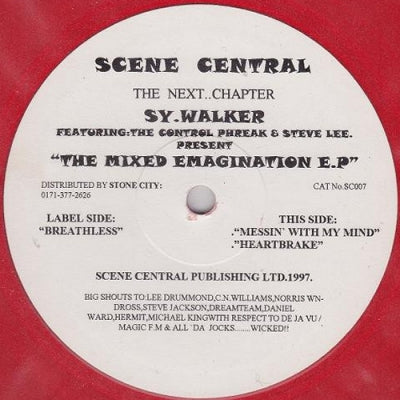 SCENE CENTRAL
THE NEXT..CHAPTER
SY.WALKER
FEATURING:THE CONTROL PHREAK & STEVE LEE.
PRESENT
"THE MIXED EMAGINATION E.P"
DISTRIBUTED BY STONE CITY:
0171-377-2626
CAT No.SC007
LABEL SIDE:
"BREATHLESS"
THIS SIDE:
."MESSIN` WITH MY MIND"
."HEARTBRAKE"
SCENE CENTRAL PUBLISHING LTD.1997.
BIG SHOUTS TO:LEE DRUMMOND,C.N.WILLIAMS,NORRIS WN-
DROSS,STEVE JACKSON,DREAMTEAM,DANIEL
WARD,HERMIT,MICHAEL KINGWITH RESPECT TO DE JA VU /
MAGIC F.M & ALL `DA JOCKS.......WICKED!!